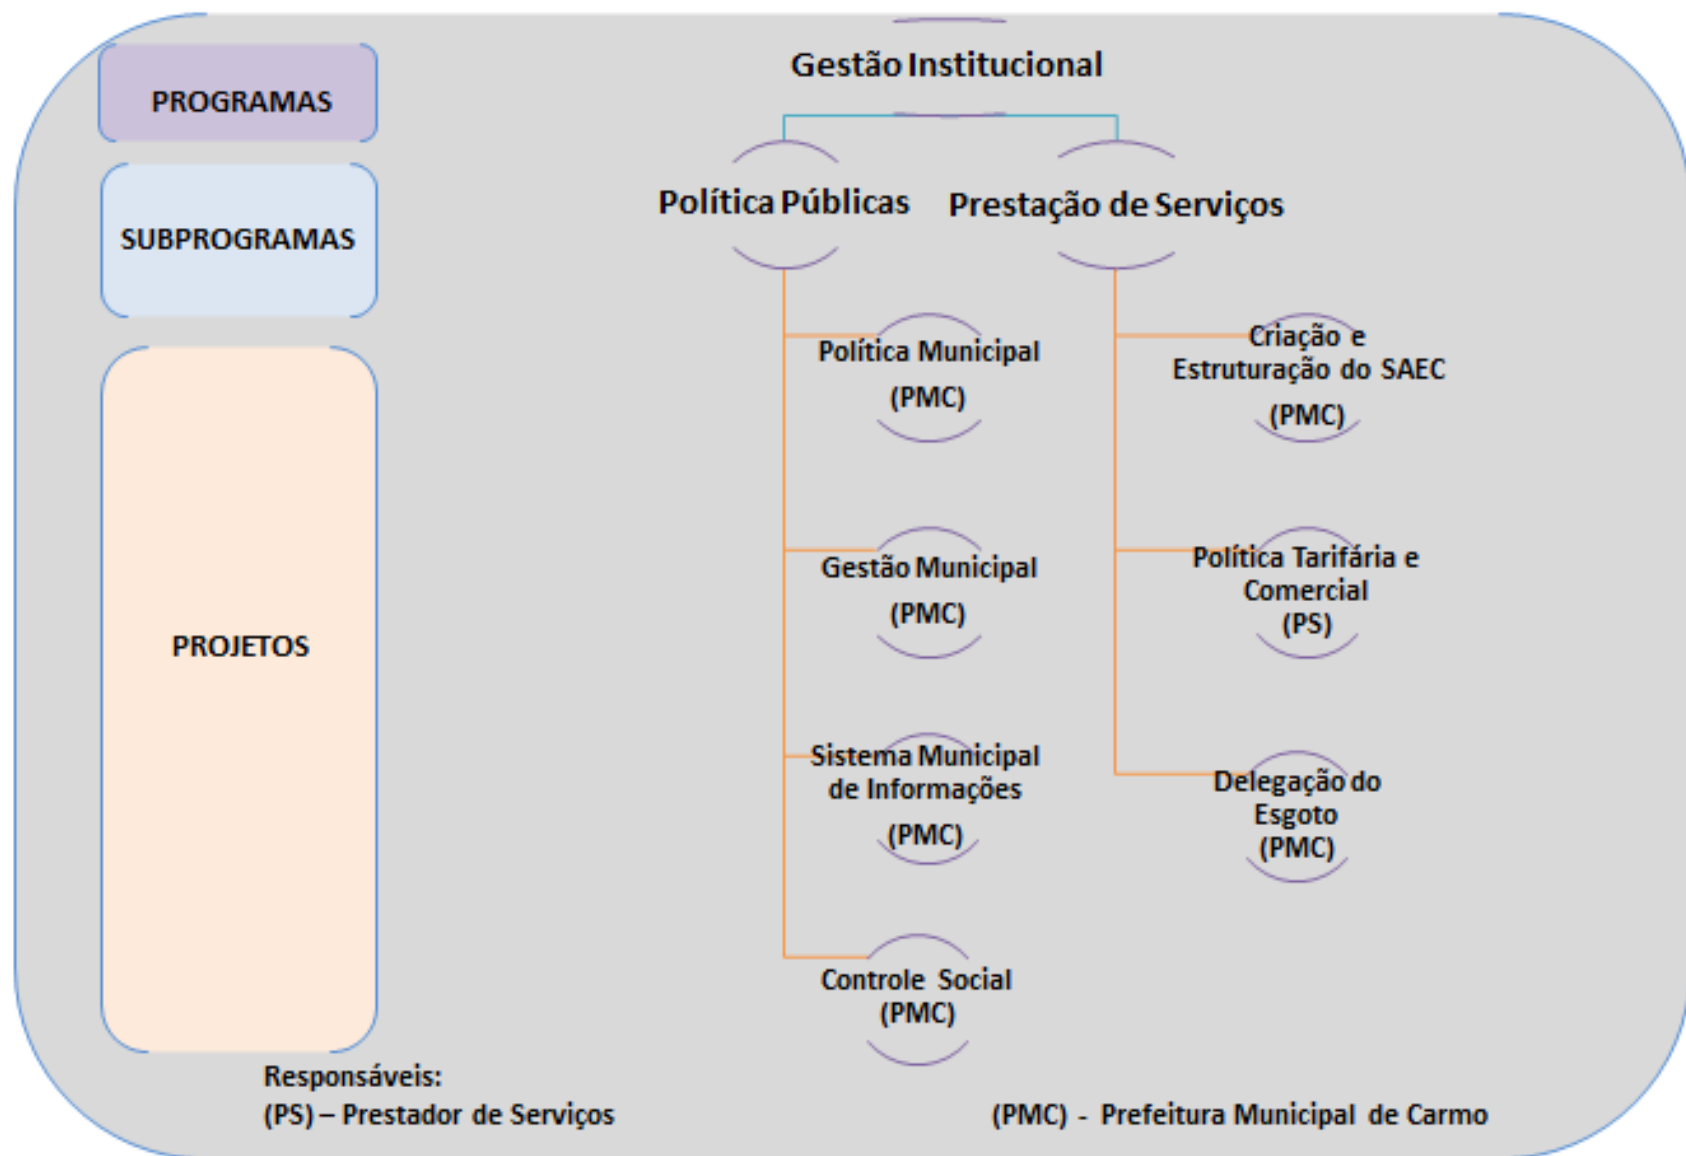 PROGRAMAS
Gestão Institucional
SUBPROGRAMAS
Política Públicas
Prestação de Serviços
PROJETOS
Política Municipal
(PMC)
Gestão Municipal
(PMC)
Sistema Municipal
de Informações
(PMC)
Controle Social
(PMC)
Criação e
Estruturação do SAEC
(PMC)
Política Tarifária e
Comercial
(PS)
Delegação do
Esgoto
(PMC)
Responsáveis:
(PS) – Prestador de Serviços
(PMC) - Prefeitura Municipal de Carmo